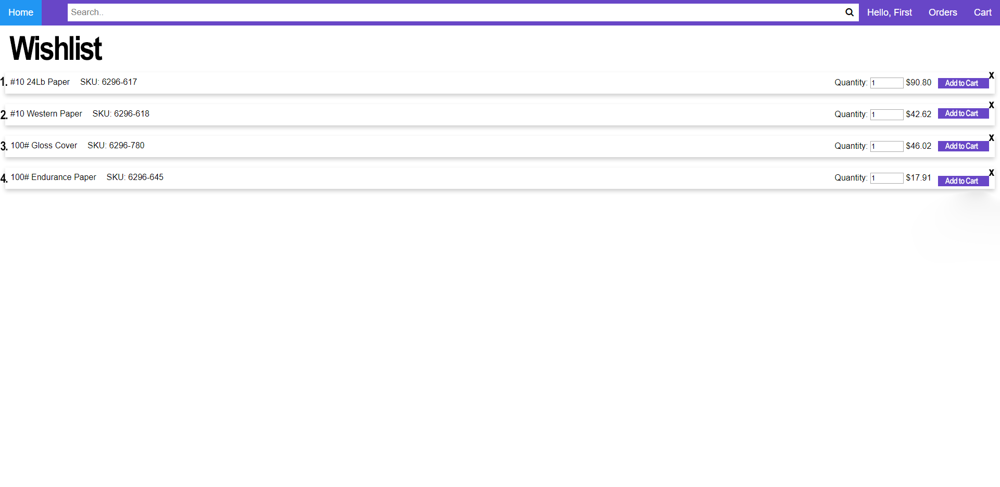 Home Search.. Hello, First Orders Cart
Wishlist
1. #10 24Lb Paper SKU: 6296-617 Quantity: 1 $90.80 Add to Cart X
2. #10 Western Paper SKU: 6296-618 Quantity: 1 $42.62 Add to Cart X
3. 100# Gloss Cover SKU: 6296-780 Quantity: 1 $46.02 Add to Cart X
4. 100# Endurance Paper SKU: 6296-645 Quantity: 1 $17.91 Add to Cart X